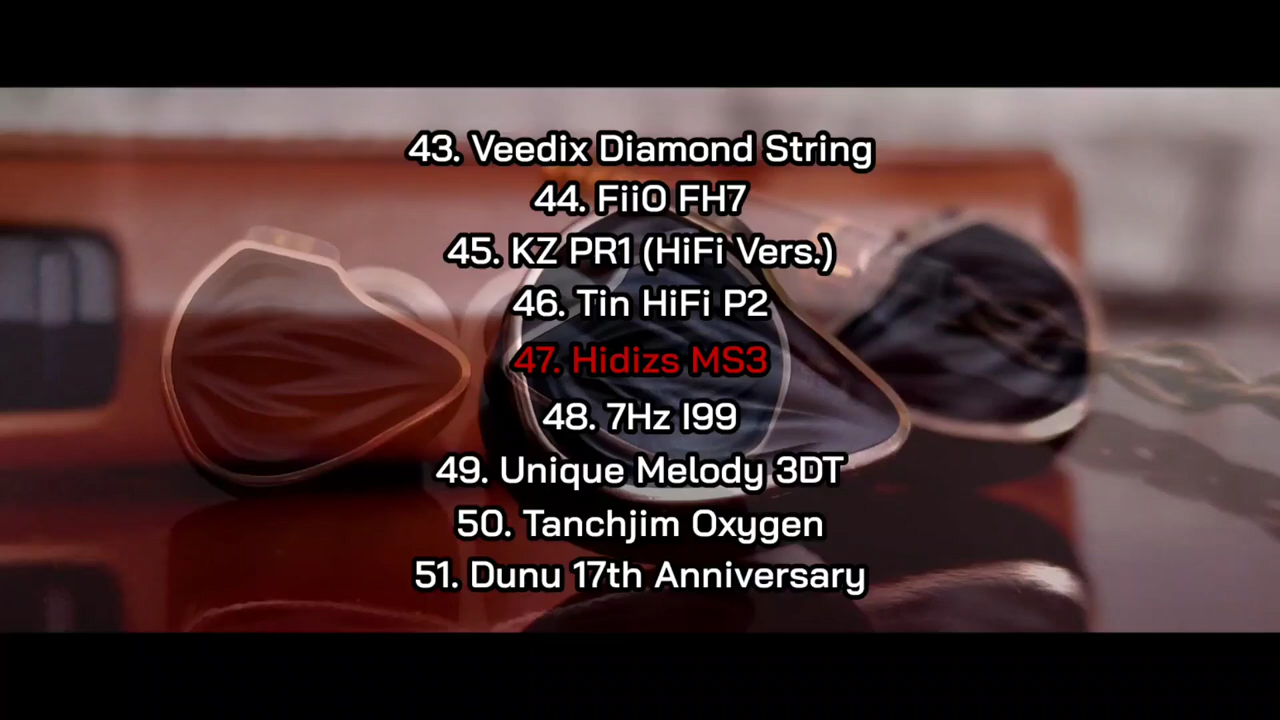 43. Veedix Diamond String
44. FiiO FH7
45. KZ PR1 (HiFi Vers.)
46. Tin HiFi P2
47. Hidizs MS3
48. 7Hz I99
49. Unique Melody 3DT
50. Tanchjim Oxygen
51. Dunu 17th Anniversary